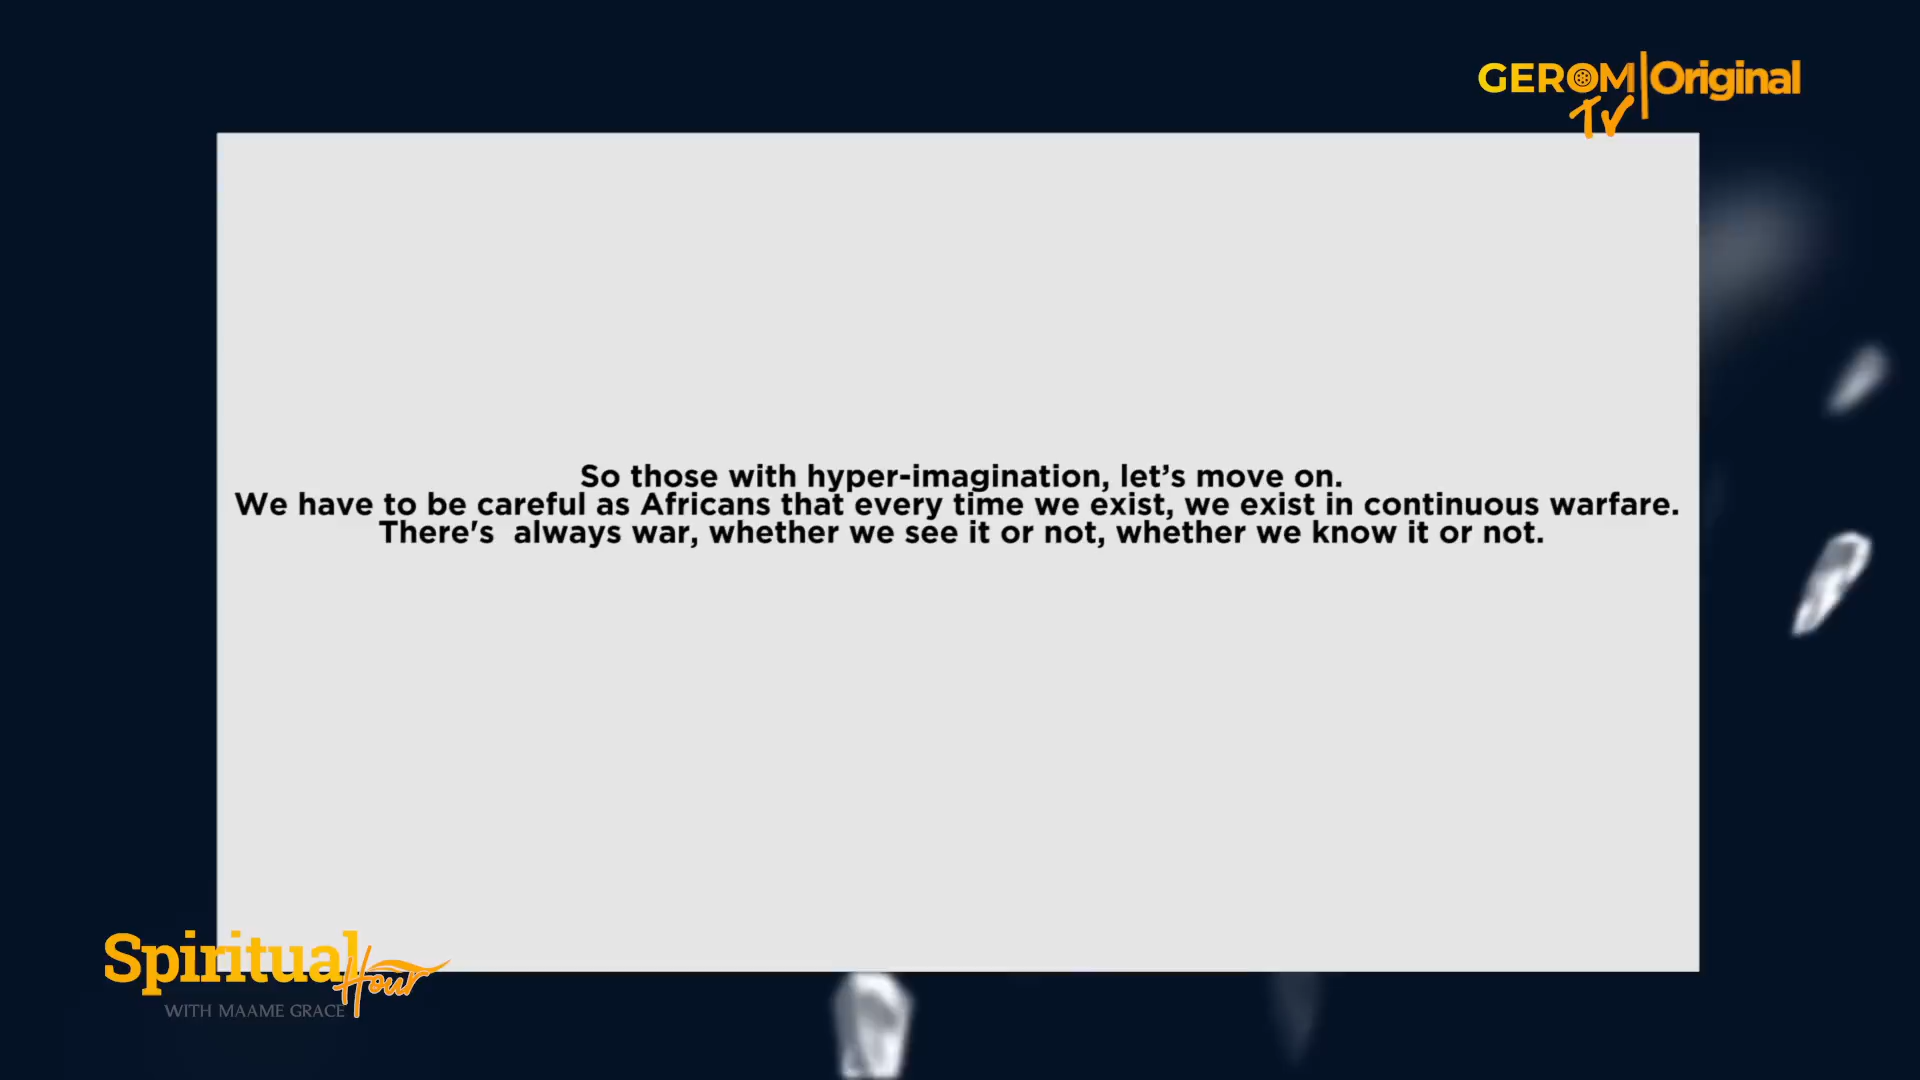 GEROM|Original
TV
So those with hyper-imagination, let’s move on.
We have to be careful as Africans that every time we exist, we exist in continuous warfare.
There's  always war, whether we see it or not, whether we know it or not.
Spiritual Hour
WITH MAAME GRACE